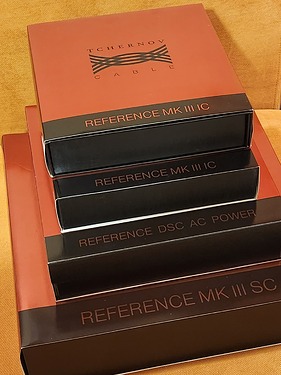 TCHERNOV
CABLE
REFERENCE MK III IC
REFERENCE MK III IC
REFERENCE DSC AC POWER
REFERENCE MK III SC